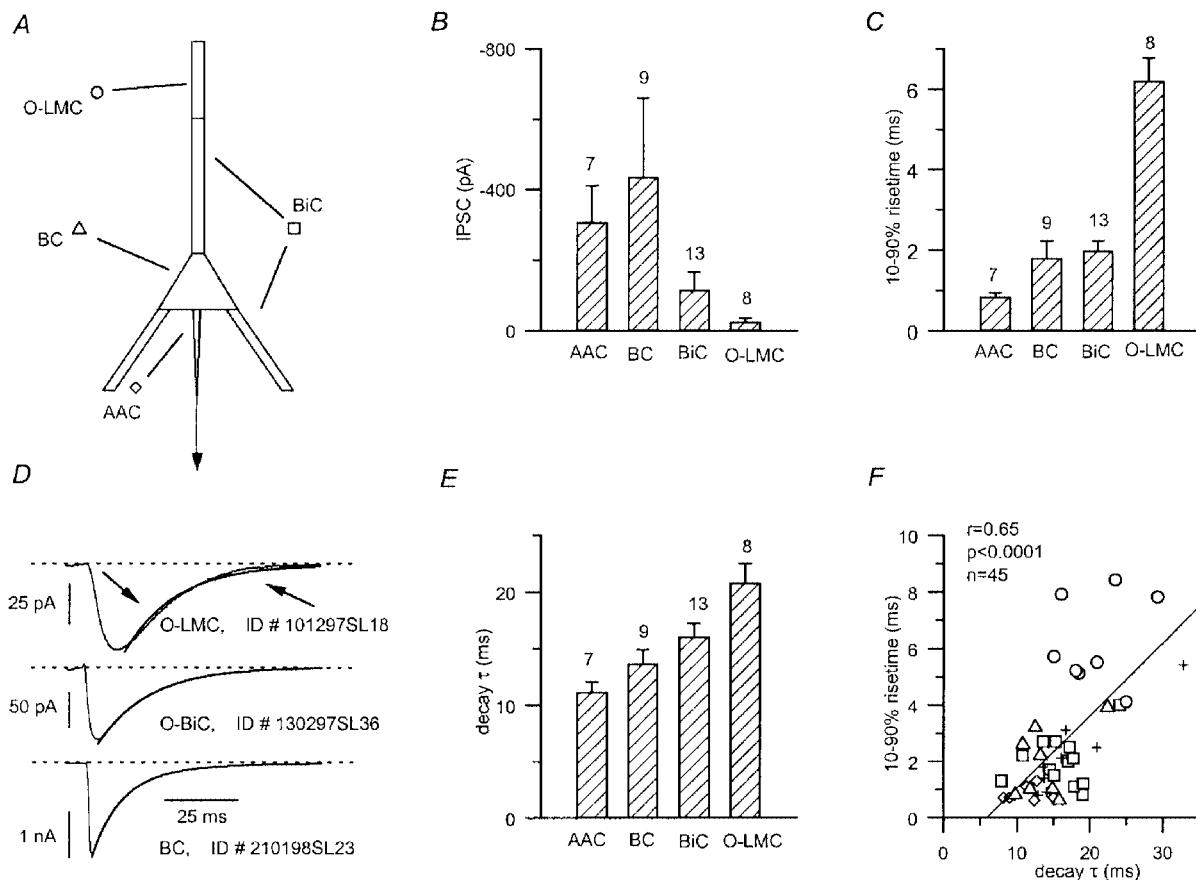 A
O-LMC
BiC
BC
AAC
B
-800
-400
0
IPSC (pA)
7
9
13
8
AAC
BC
BiC
O-LMC
C
6
4
2
0
10-90% risetime (ms)
7
9
13
8
AAC
BC
BiC
O-LMC
D
25 pA
O-LMC, ID # 101297SL18
50 pA
O-BiC, ID # 130297SL36
1 nA
25 ms
BC, ID # 210198SL23
E
20
10
0
decay τ (ms)
7
9
13
8
AAC
BC
BiC
O-LMC
F
r=0.65
p<0.0001
n=45
10
8
6
4
2
0
10-90% risetime (ms)
0
10
20
30
decay τ (ms)